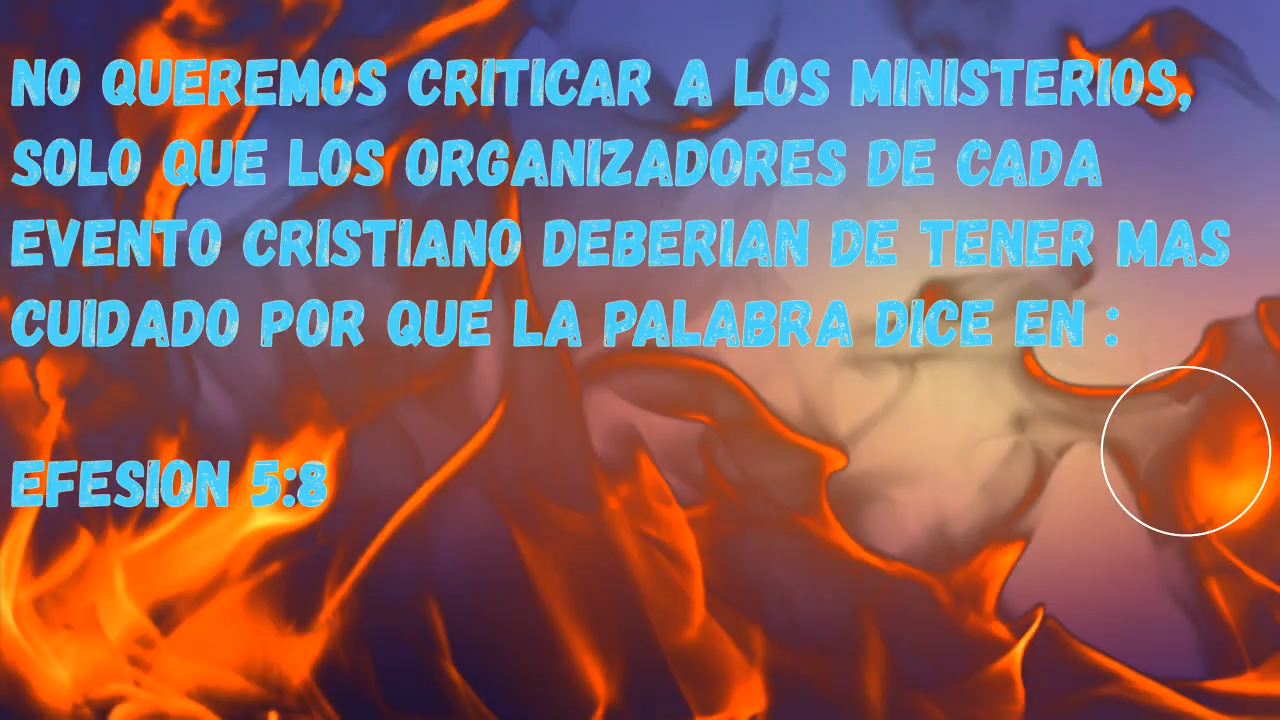 NO QUEREMOS CRITICAR A LOS MINISTERIOS,
SOLO QUE LOS ORGANIZADORES DE CADA
EVENTO CRISTIANO DEBERIAN DE TENER MAS
CUIDADO POR QUE LA PALABRA DICE EN :
EFESION 5:8